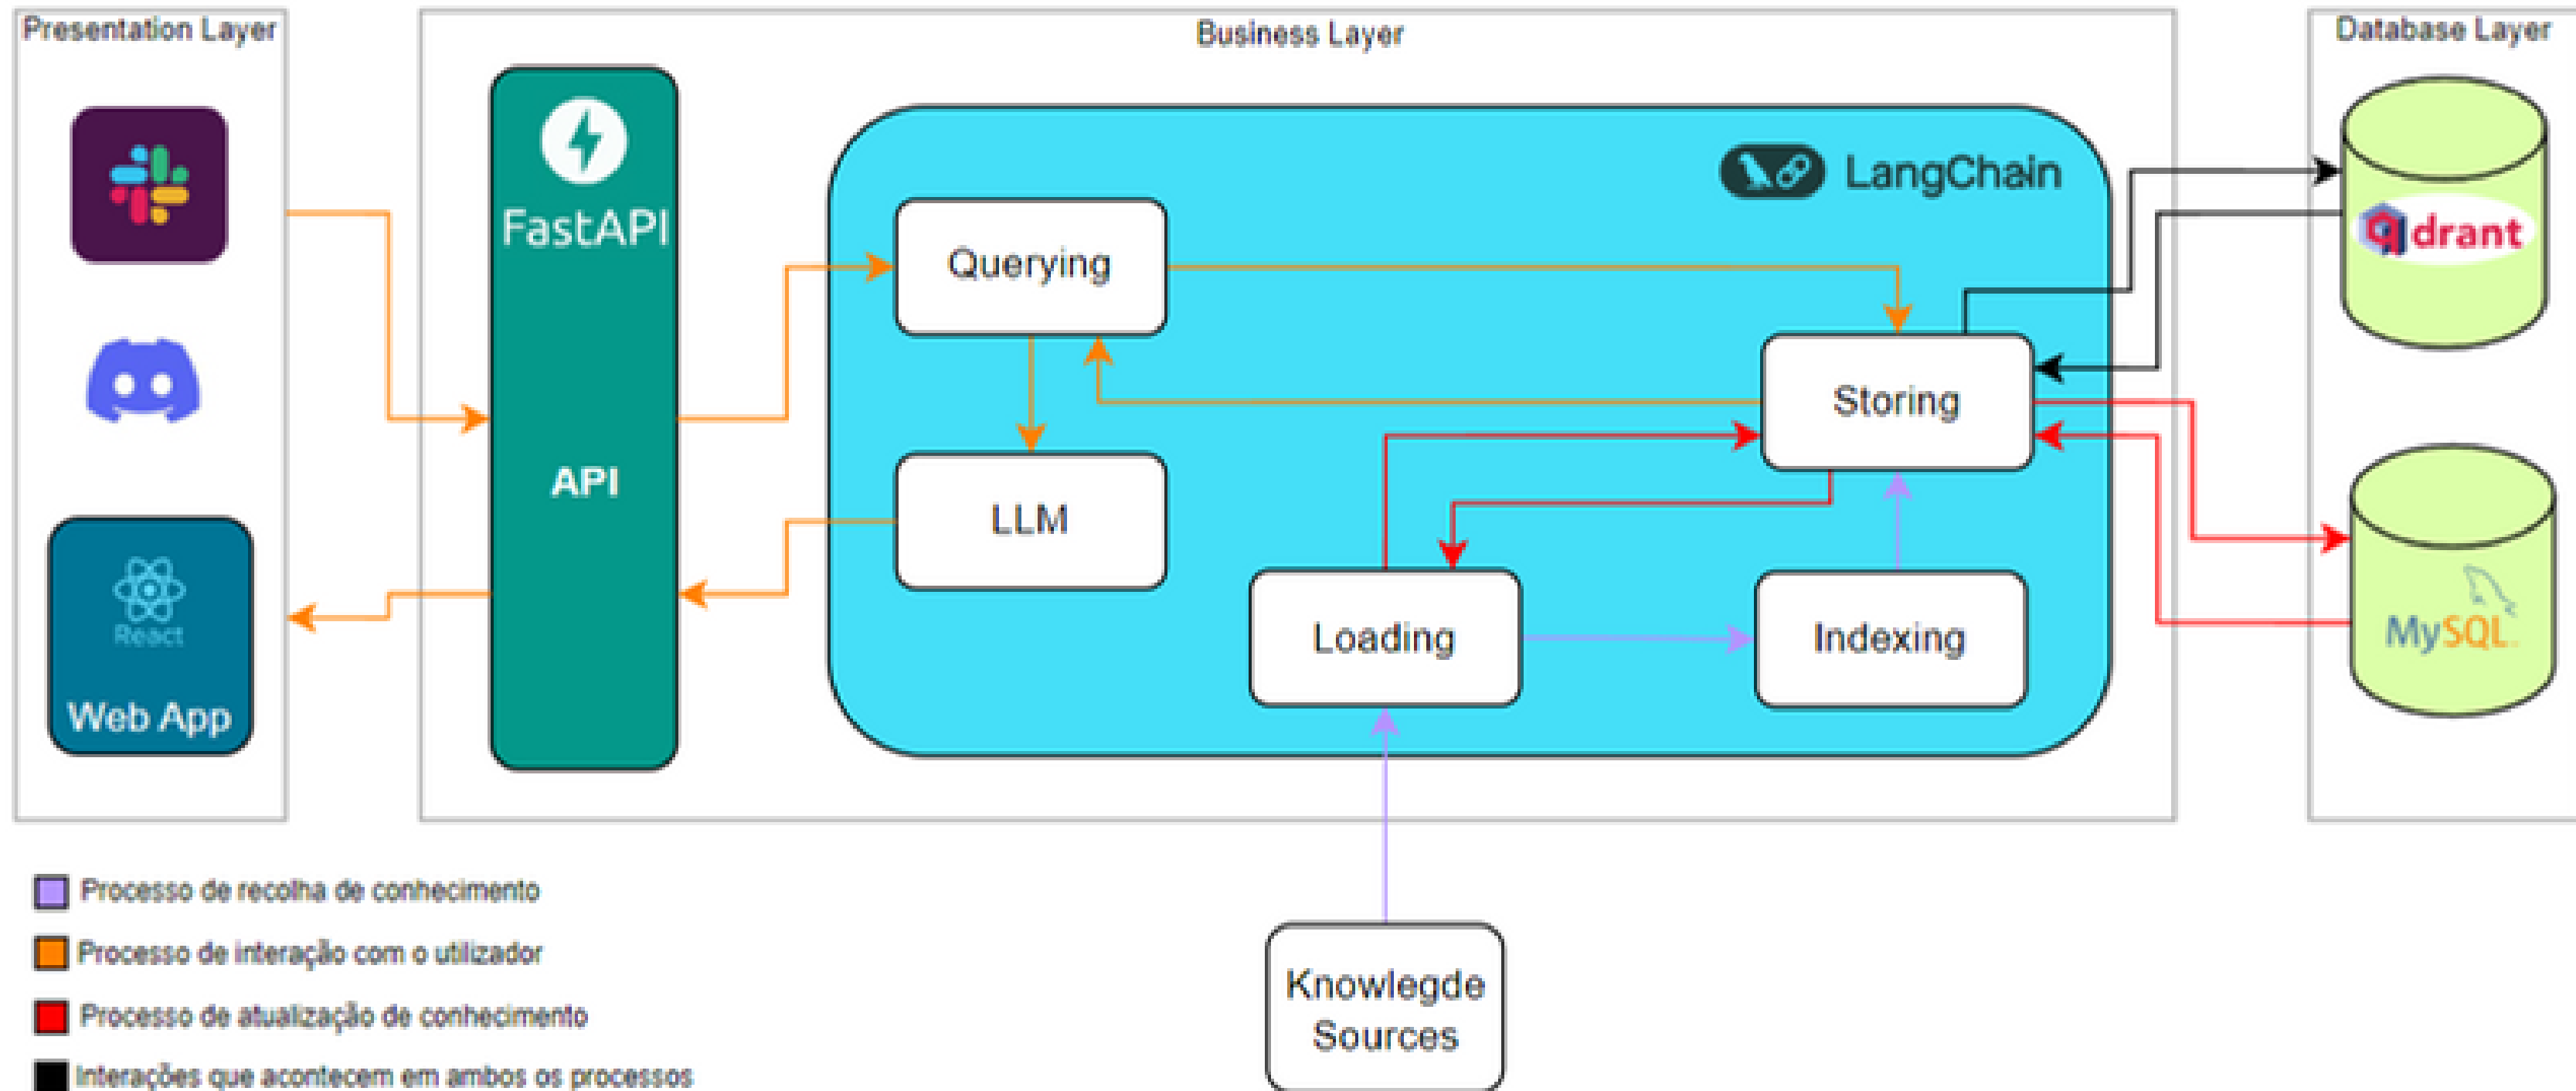 Presentation Layer
Business Layer
Database Layer
LangChain
FastAPI
qdrant
Querying
Storing
API
LLM
React
Loading
Indexing
MySQL
Web App
Processo de recolha de conhecimento
Processo de interação com o utilizador
Processo de atualização de conhecimento
Interações que acontecem em ambos os processos
Knowlegde
Sources